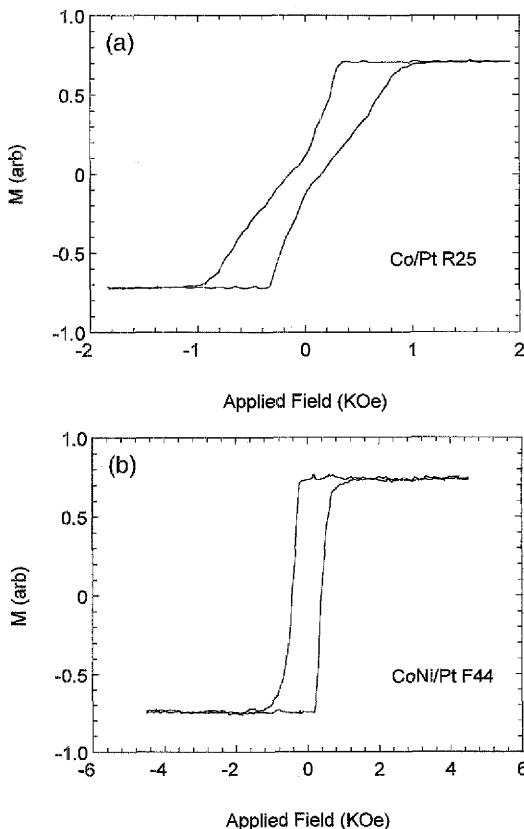 (a)
1.0
0.5
0
-0.5
-1.0
M (arb)
Co/Pt R25
-2 -1 0 1 2
Applied Field (KOe)
(b)
1.0
0.5
0
-0.5
-1.0
M (arb)
CoNi/Pt F44
-6 -4 -2 0 2 4 6
Applied Field (KOe)